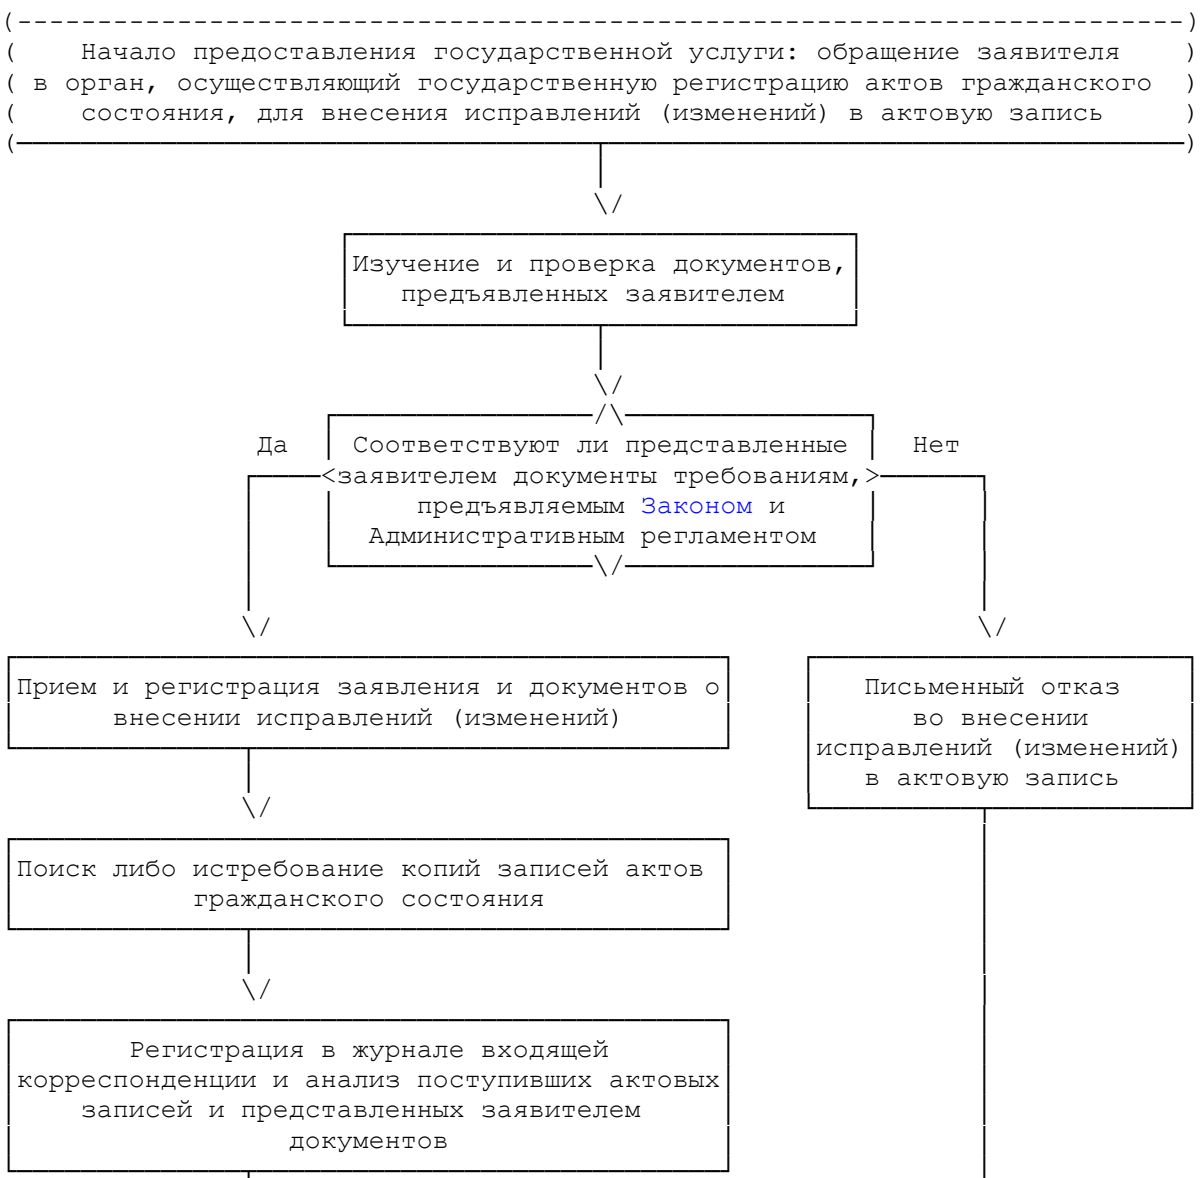 Начало предоставления государственной услуги: обращение заявителя
в орган, осуществляющий государственную регистрацию актов гражданского
состояния, для внесения исправлений (изменений) в актовую запись
Изучение и проверка документов,
предъявленных заявителем
Да
Соответствуют ли представленные
заявителем документы требованиям,
предъявляемым Законом и
Административным регламентом
Нет
Прием и регистрация заявления и документов о
внесении исправлений (изменений)
Письменный отказ
во внесении
исправлений (изменений)
в актовую запись
Поиск либо истребование копий записей актов
гражданского состояния
Регистрация в журнале входящей
корреспонденции и анализ поступивших актовых
записей и представленных заявителем
документов